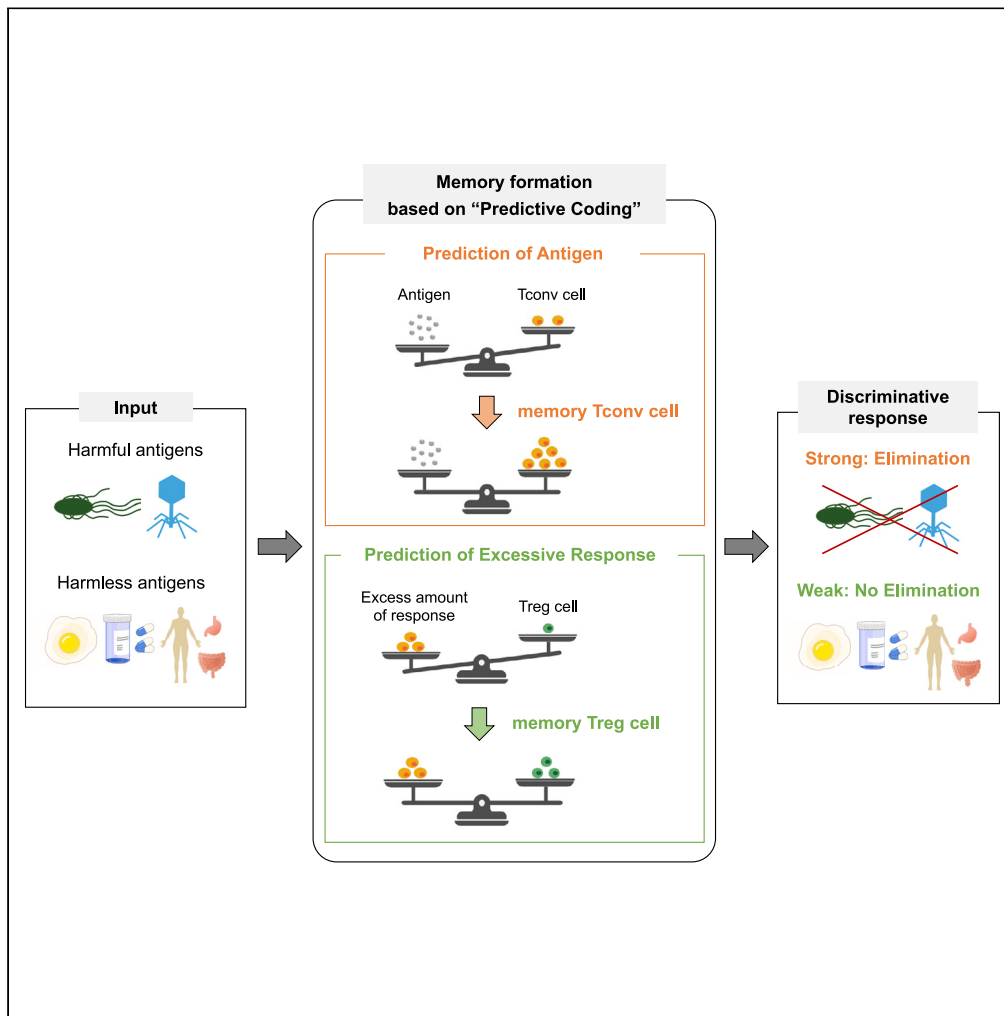 Memory formation
based on “Predictive Coding”
Prediction of Antigen
Antigen
Tconv cell
memory Tconv cell
Prediction of Excessive Response
Excess amount
of response
Treg cell
memory Treg cell
Input
Harmful antigens
Harmless antigens
Discriminative
response
Strong: Elimination
Weak: No Elimination